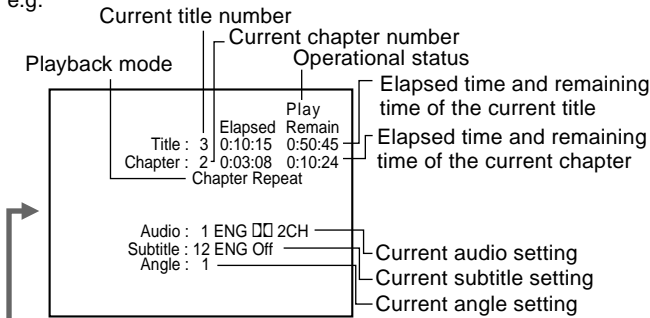 e.g.
Current title number
Current chapter number
Playback mode
Operational status
Play
Elapsed Remain
Title : 3 0:10:15 0:50:45
Chapter : 2 0:03:08 0:10:24
Chapter Repeat
Elapsed time and remaining
time of the current title
Elapsed time and remaining
time of the current chapter
Audio : 1 ENG 2CH
Subtitle : 12 ENG Off
Angle : 1
Current audio setting
Current subtitle setting
Current angle setting